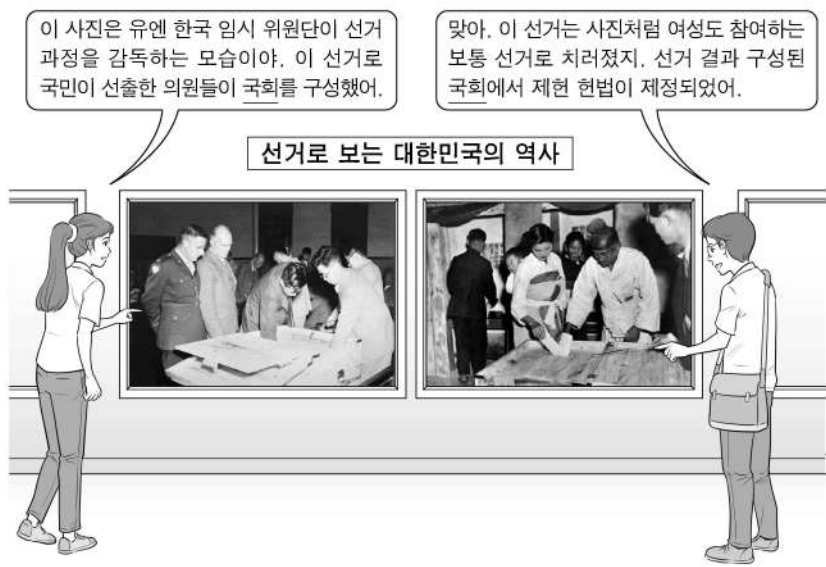 이 사진은 유엔 한국 임시 위원단이 선거
과정을 감독하는 모습이야. 이 선거로
국민이 선출한 의원들이 국회를 구성했어.
맞아. 이 선거는 사진처럼 여성도 참여하는
보통 선거로 치러졌지. 선거 결과 구성된
국회에서 제헌 헌법이 제정되었어.
선거로 보는 대한민국의 역사